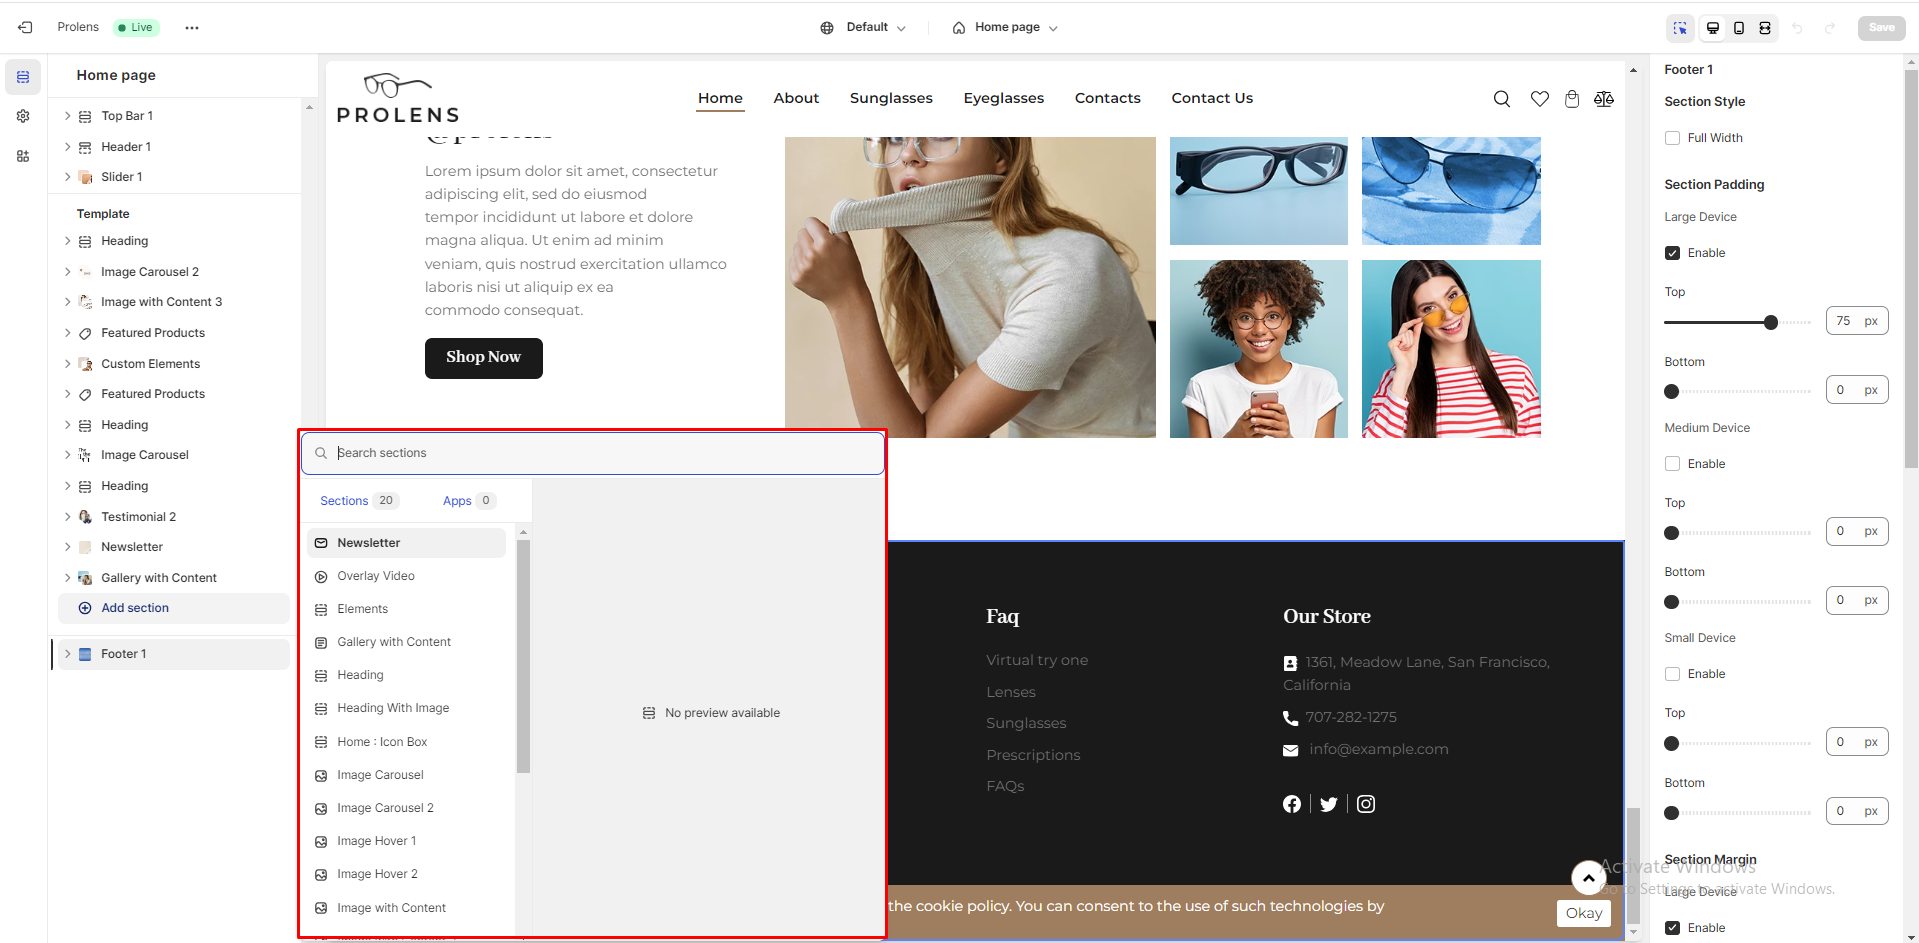 Prolens
Live
Default
Home page
Save
Home page
Top Bar 1
Header 1
Slider 1
Template
Heading
Image Carousel 2
Image with Content 3
Featured Products
Custom Elements
Featured Products
Heading
Image Carousel
Heading
Testimonial 2
Newsletter
Gallery with Content
Add section
Footer 1
PROLENS
Home
About
Sunglasses
Eyeglasses
Contacts
Contact Us
Lorem ipsum dolor sit amet, consectetur
adipiscing elit, sed do eiusmod
tempor incididunt ut labore et dolore
magna aliqua. Ut enim ad minim
veniam, quis nostrud exercitation ullamco
laboris nisi ut aliquip ex ea
commodo consequat.
Shop Now
Search sections
Sections 20
Apps 0
Newsletter
Overlay Video
Elements
Gallery with Content
Heading
Heading With Image
Home : Icon Box
Image Carousel
Image Carousel 2
Image Hover 1
Image Hover 2
Image with Content
No preview available
Faq
Virtual try one
Lenses
Sunglasses
Prescriptions
FAQs
Our Store
1361, Meadow Lane, San Francisco,
California
707-282-1275
info@example.com
the cookie policy. You can consent to the use of such technologies by
Okay
Footer 1
Section Style
Full Width
Section Padding
Large Device
Enable
Top
75 px
Bottom
0 px
Medium Device
Enable
Top
0 px
Bottom
0 px
Small Device
Enable
Top
0 px
Bottom
0 px
Section Margin
Large Device
Enable
Activate Windows
Go to Settings to activate Windows.